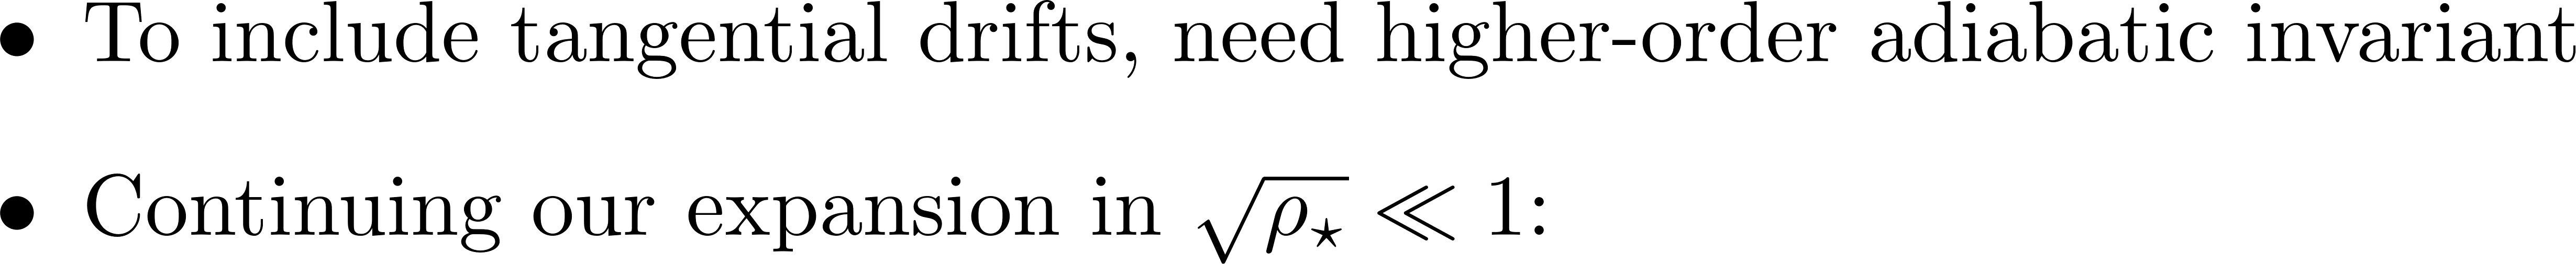 • To include tangential drifts, need higher-order adiabatic invariant
• Continuing our expansion in √ρ⋆ ≪ 1: